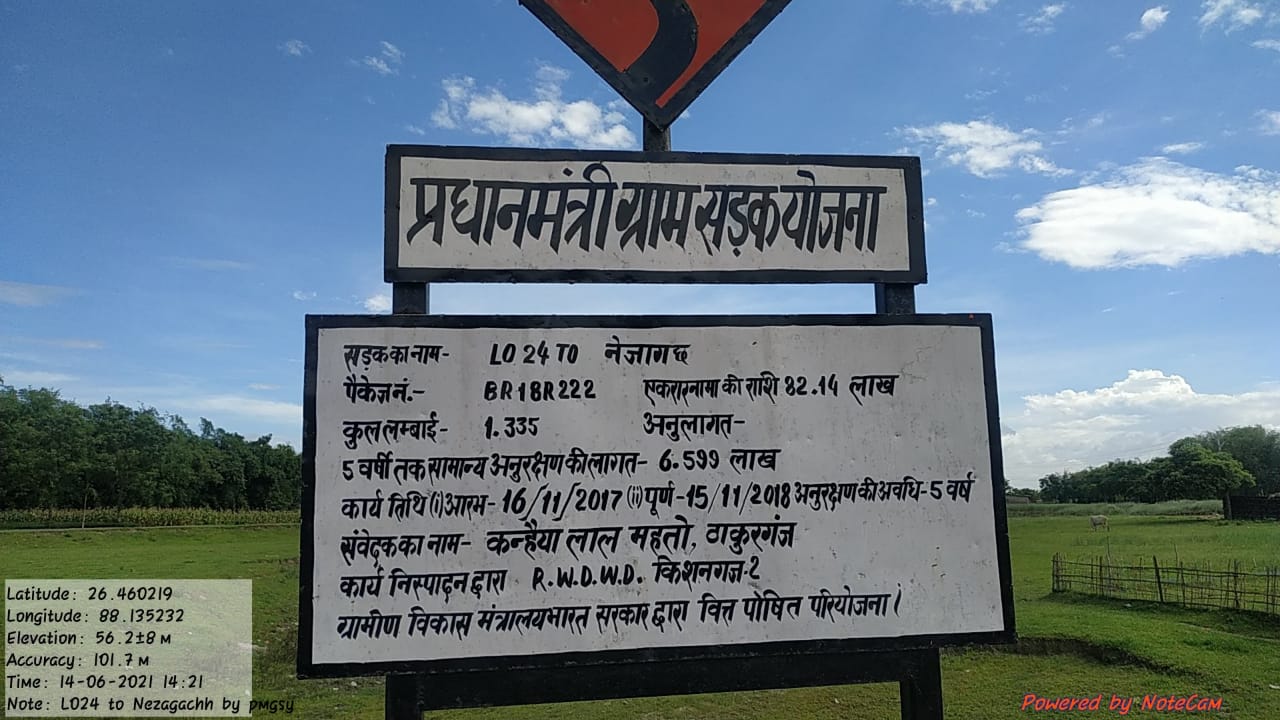 प्रधानमंत्री ग्राम सड़क योजना
सड़क का नाम- LO 24 TO नेजागछ
पैकेज नं.- BR18R222 एकरारनामा की राशि 82.14 लाख
कुल लम्बाई- 1.335 अनुलागत-
5 वर्षो तक सामान्य अनुरक्षण की लागत- 6.599 लाख
कार्य तिथि (i) आरम- 16/11/2017 (ii) पूर्ण-15/11/2018 अनुरक्षण की अवधि-5 वर्ष
संवेदक का नाम- कन्हैया लाल महतो, ठाकुरगंज
कार्य निस्पादन द्वारा R.W.D.W.D. किशनगज-2
ग्रामीण विकास मंत्रालय भारत सरकार द्वारा वित्त पोषित परियोजना।
Latitude: 26.460219
Longitude: 88.135232
Elevation: 56.2±8 m
Accuracy: 101.7 m
Time: 14-06-2021 14:21
Note: LO24 to Nezagachh by pmgsy
Powered by NoteCam